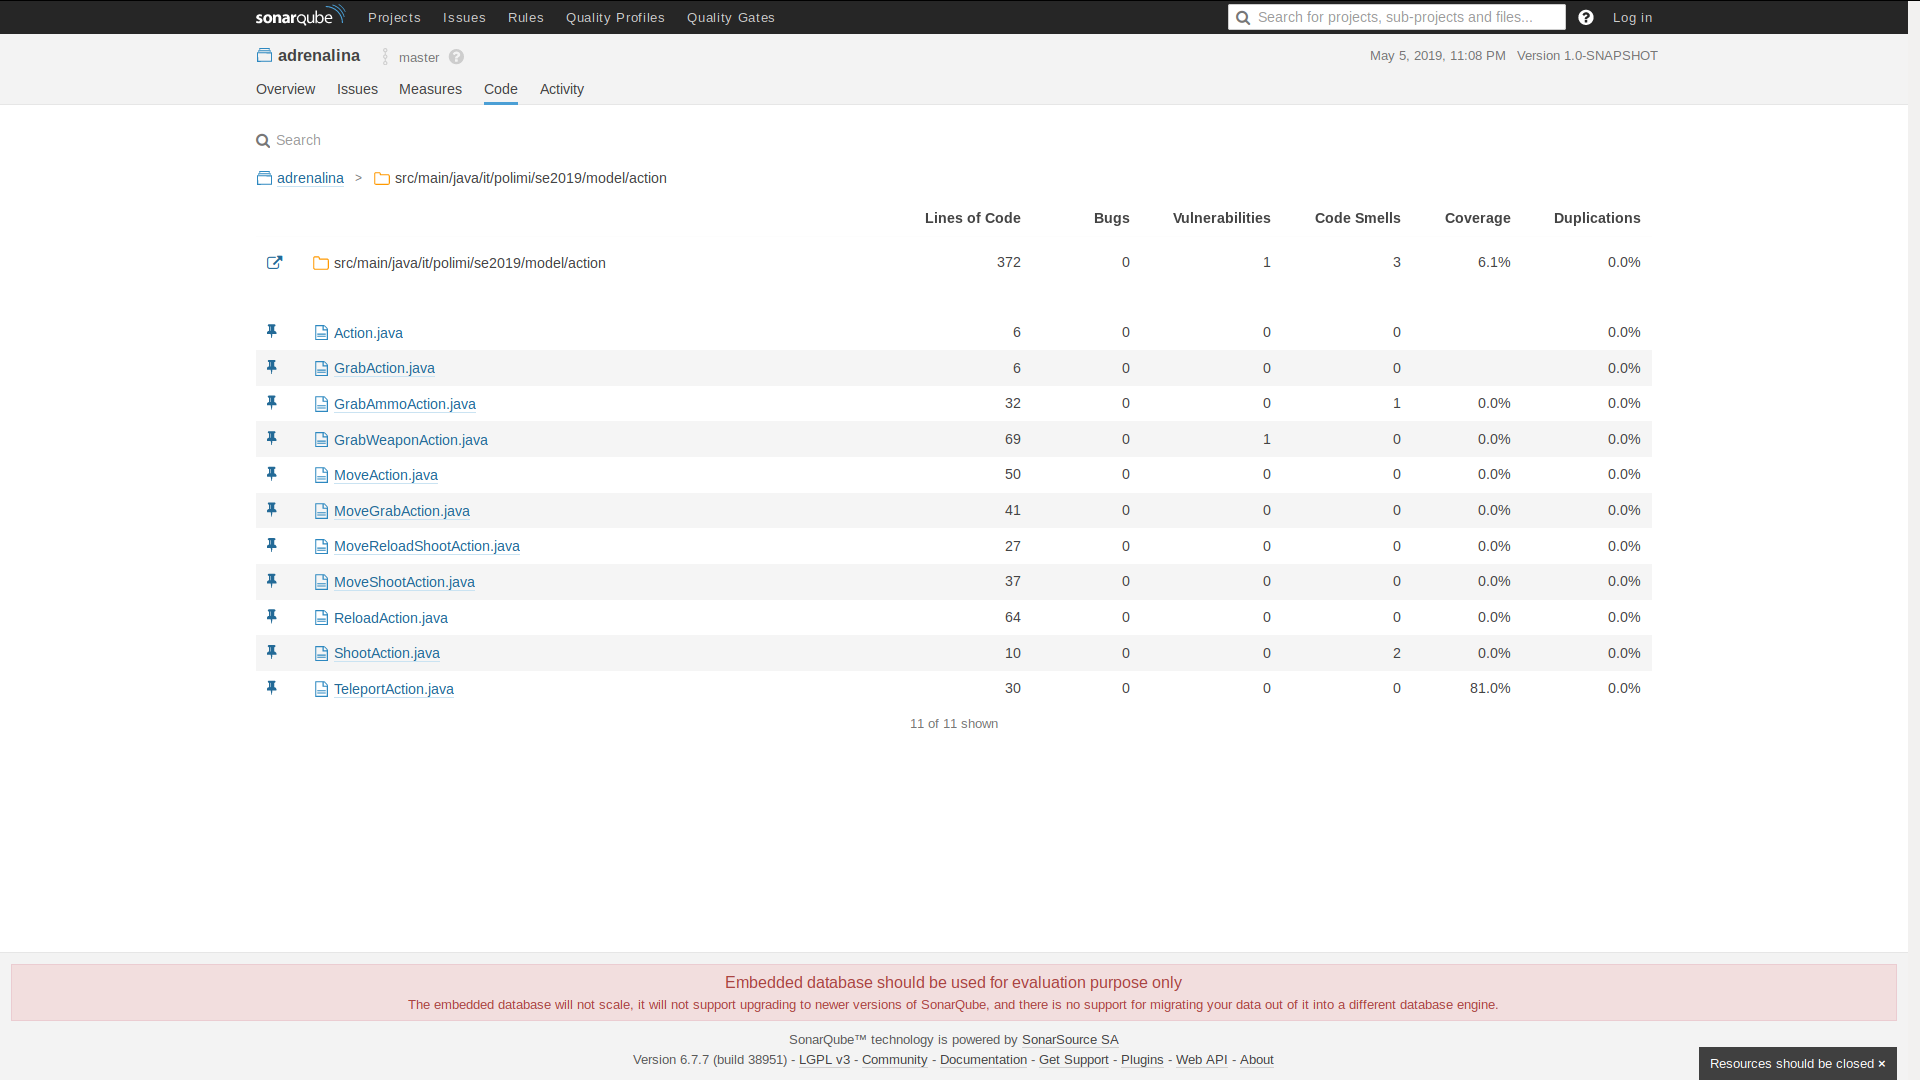 sonarqube Projects Issues Rules Quality Profiles Quality Gates Search for projects, sub-projects and files... Log in
adrenalina master May 5, 2019, 11:08 PM Version 1.0-SNAPSHOT
Overview Issues Measures Code Activity
Search
adrenalina > src/main/java/it/polimi/se2019/model/action
Lines of Code Bugs Vulnerabilities Code Smells Coverage Duplications
src/main/java/it/polimi/se2019/model/action 372 0 1 3 6.1% 0.0%
Action.java 6 0 0 0 0.0%
GrabAction.java 6 0 0 0 0.0%
GrabAmmoAction.java 32 0 0 1 0.0% 0.0%
GrabWeaponAction.java 69 0 1 0 0.0% 0.0%
MoveAction.java 50 0 0 0 0.0% 0.0%
MoveGrabAction.java 41 0 0 0 0.0% 0.0%
MoveReloadShootAction.java 27 0 0 0 0.0% 0.0%
MoveShootAction.java 37 0 0 0 0.0% 0.0%
ReloadAction.java 64 0 0 0 0.0% 0.0%
ShootAction.java 10 0 0 2 0.0% 0.0%
TeleportAction.java 30 0 0 0 81.0% 0.0%
11 of 11 shown
Embedded database should be used for evaluation purpose only
The embedded database will not scale, it will not support upgrading to newer versions of SonarQube, and there is no support for migrating your data out of it into a different database engine.
SonarQube™ technology is powered by SonarSource SA
Version 6.7.7 (build 38951) - LGPL v3 - Community - Documentation - Get Support - Plugins - Web API - About
Resources should be closed ×